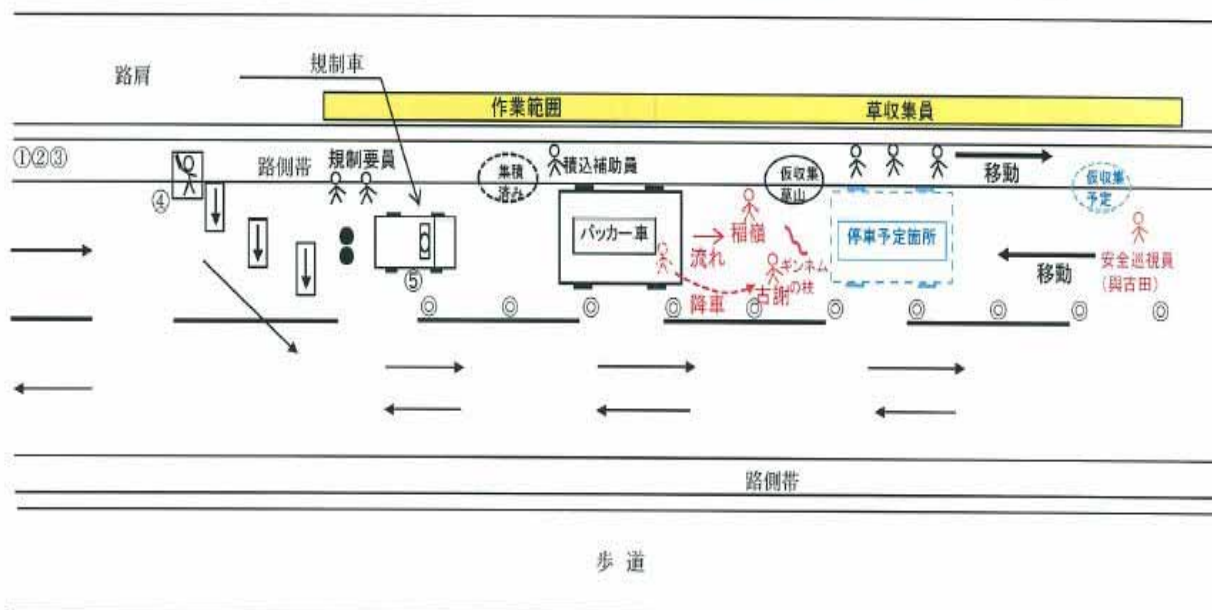 路肩
規制車
作業範囲
草収集員
①②③
路側帯
規制要員
集積
済み
積込補助員
仮収集
草山
移動
仮収集
予定
④
パッカー車
流れ
稲嶺
ギンネム
の枝
停車予定箇所
移動
安全巡視員
(與古田)
⑤
降車
古謝
路側帯
歩道